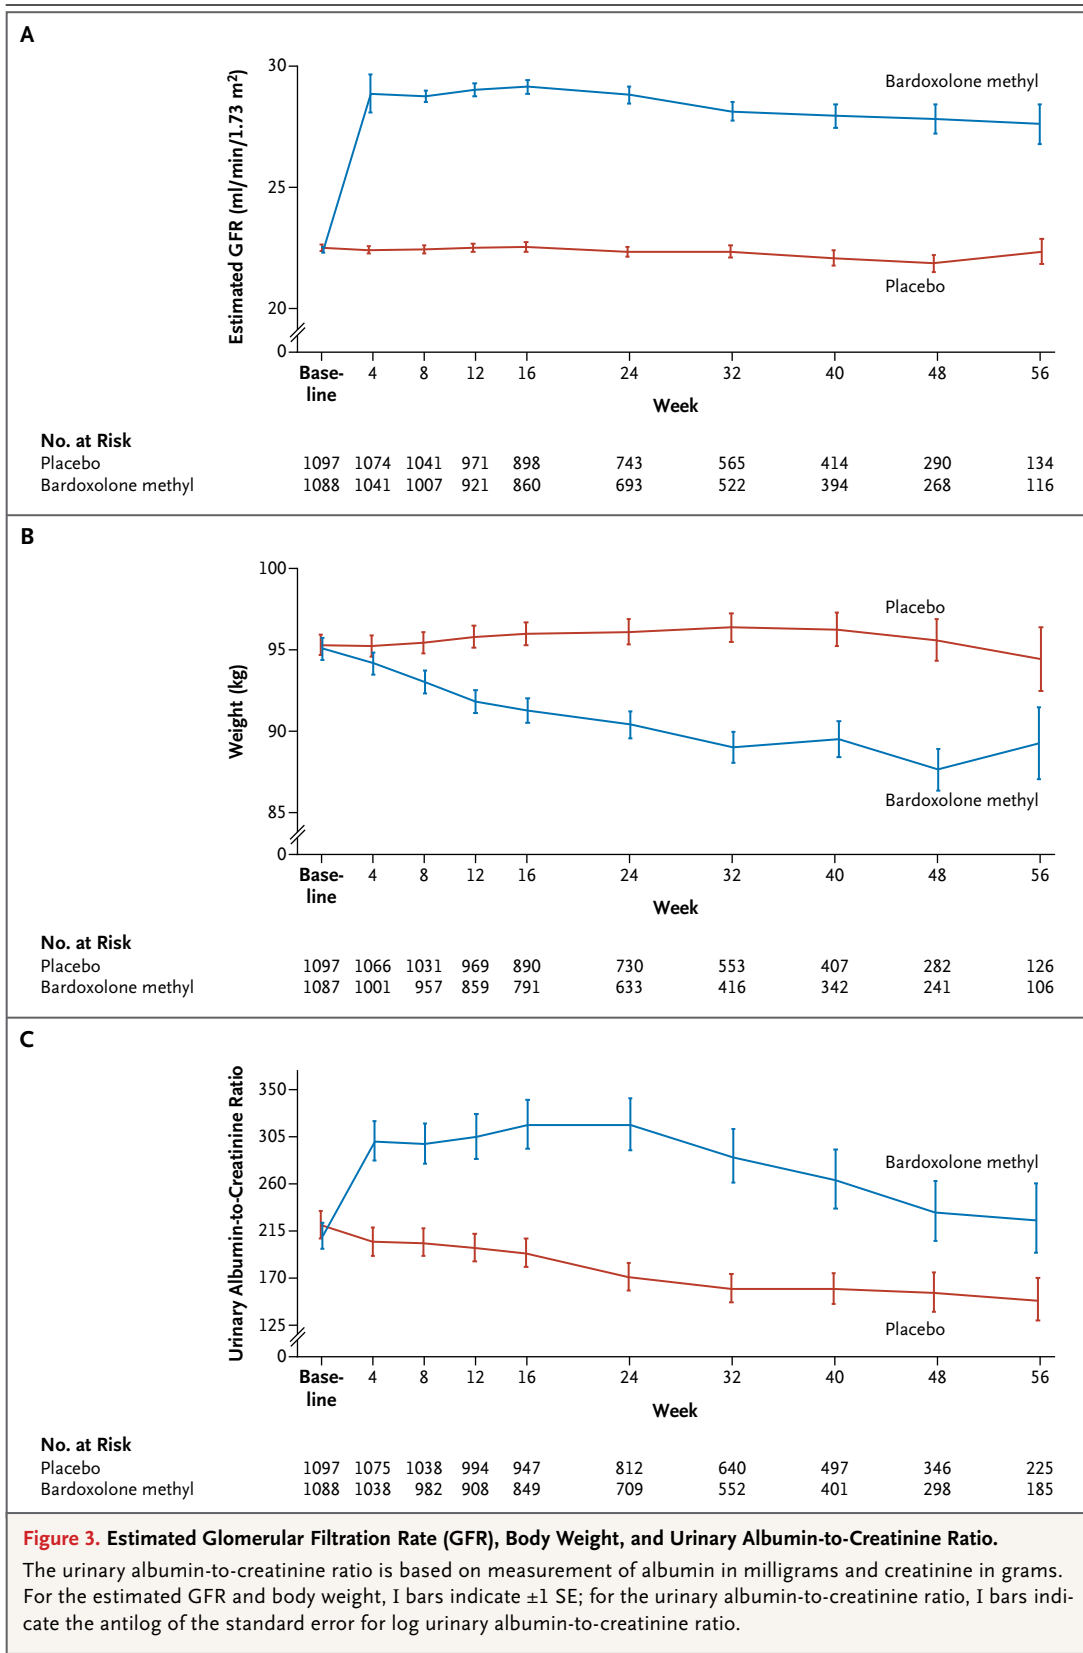 A
Estimated GFR (ml/min/1.73 m²)
30
25
20
0
Bardoxolone methyl
Placebo
Base-
line
4 8 12 16 24 32 40 48 56
Week
No. at Risk
Placebo 1097 1074 1041 971 898 743 565 414 290 134
Bardoxolone methyl 1088 1041 1007 921 860 693 522 394 268 116
B
Weight (kg)
100
95
90
85
0
Placebo
Bardoxolone methyl
Base-
line
4 8 12 16 24 32 40 48 56
Week
No. at Risk
Placebo 1097 1066 1031 969 890 730 553 407 282 126
Bardoxolone methyl 1087 1001 957 859 791 633 416 342 241 106
C
Urinary Albumin-to-Creatinine Ratio
350
305
260
215
170
125
0
Bardoxolone methyl
Placebo
Base-
line
4 8 12 16 24 32 40 48 56
Week
No. at Risk
Placebo 1097 1075 1038 994 947 812 640 497 346 225
Bardoxolone methyl 1088 1038 982 908 849 709 552 401 298 185
Figure 3. Estimated Glomerular Filtration Rate (GFR), Body Weight, and Urinary Albumin-to-Creatinine Ratio.
The urinary albumin-to-creatinine ratio is based on measurement of albumin in milligrams and creatinine in grams.
For the estimated GFR and body weight, I bars indicate ±1 SE; for the urinary albumin-to-creatinine ratio, I bars indi-
cate the antilog of the standard error for log urinary albumin-to-creatinine ratio.